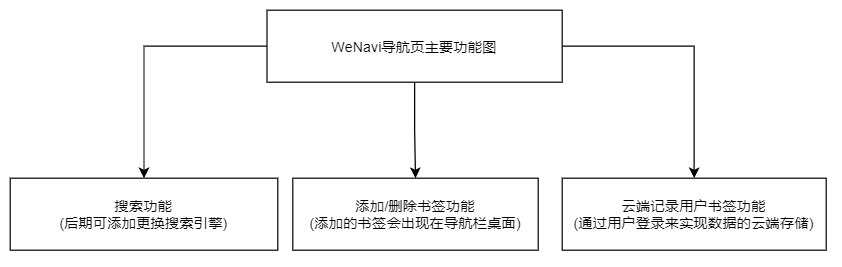 WeNavi导航页主要功能图
搜索功能
(后期可添加更换搜索引擎)
添加/删除书签功能
(添加的书签会出现在导航栏桌面)
云端记录用户书签功能
(通过用户登录来实现数据的云端存储)